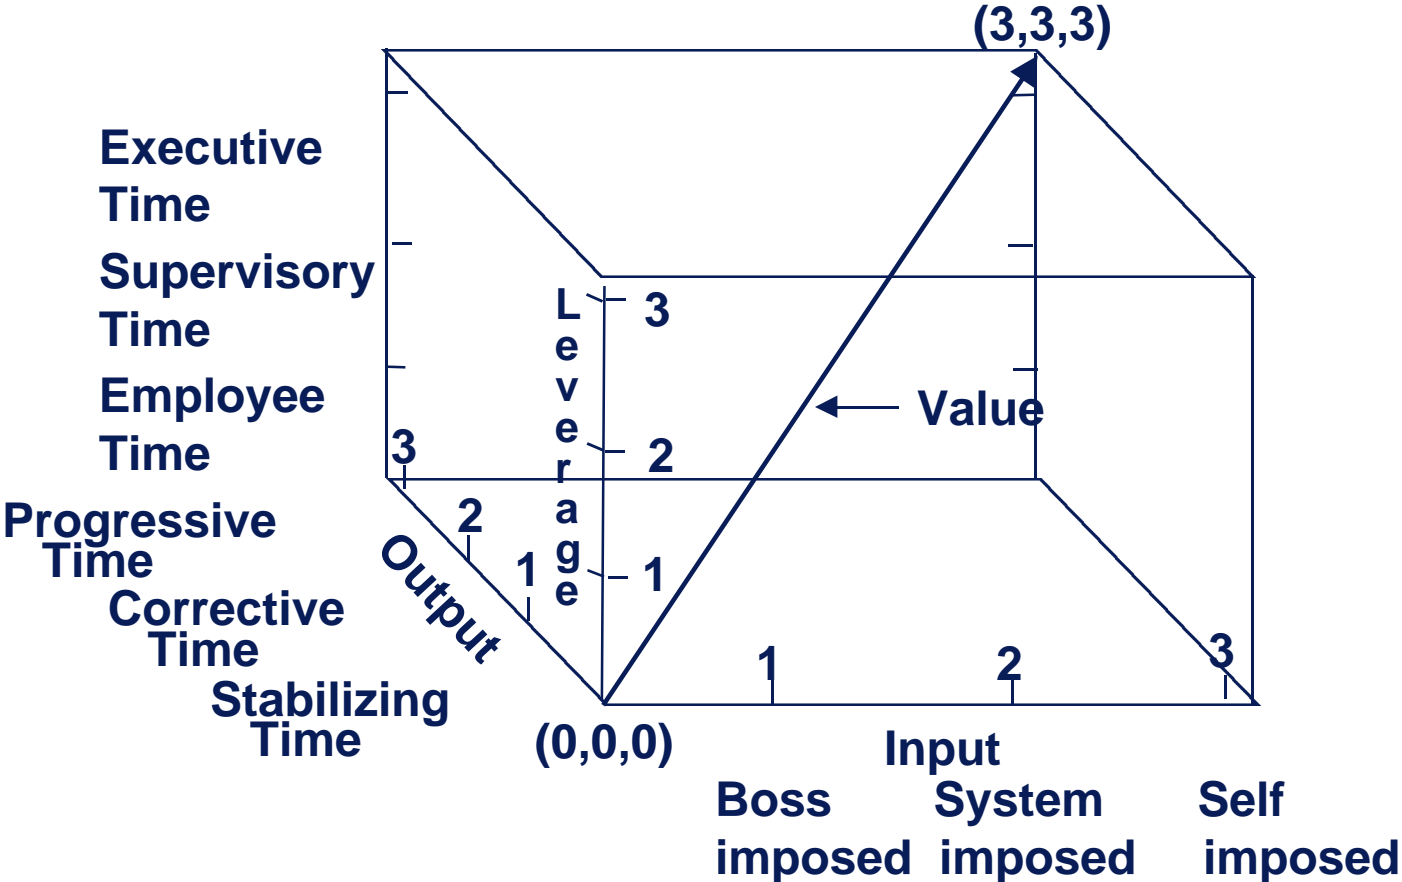 (3,3,3)
Executive
Time
Supervisory
Time
Employee
Time
Progressive
Time
Corrective
Time
Stabilizing
Time
3
2
1
Output
Leverage
3
2
1
Value
(0,0,0)
1
2
3
Input
Boss
imposed
System
imposed
Self
imposed